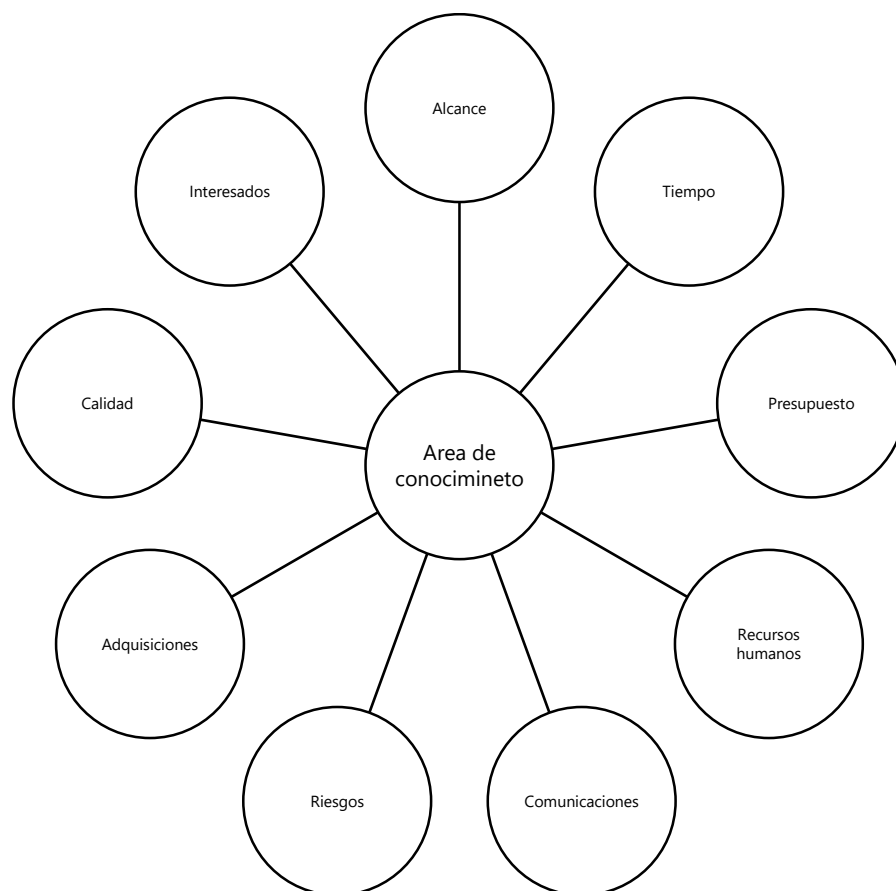 Alcance
Interesados
Tiempo
Calidad
Presupuesto
Area de
conocimineto
Adquisiciones
Recursos
humanos
Riesgos
Comunicaciones